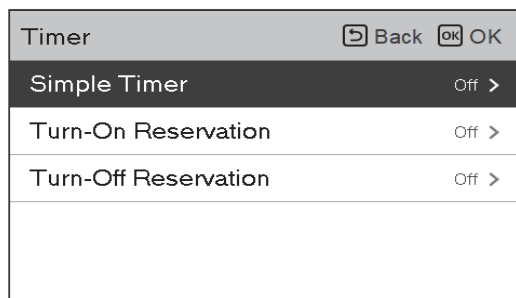 Timer Back OK OK
Simple Timer Off >
Turn-On Reservation Off >
Turn-Off Reservation Off >